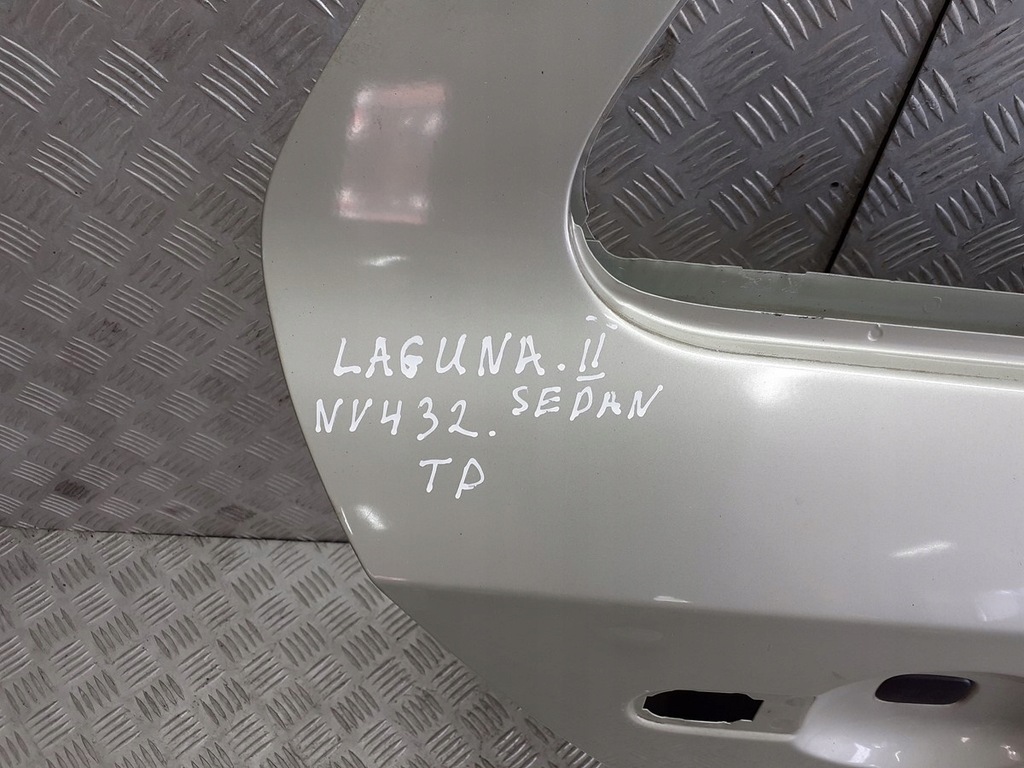 LAGUNA. II
NV432. SEDAN
TP